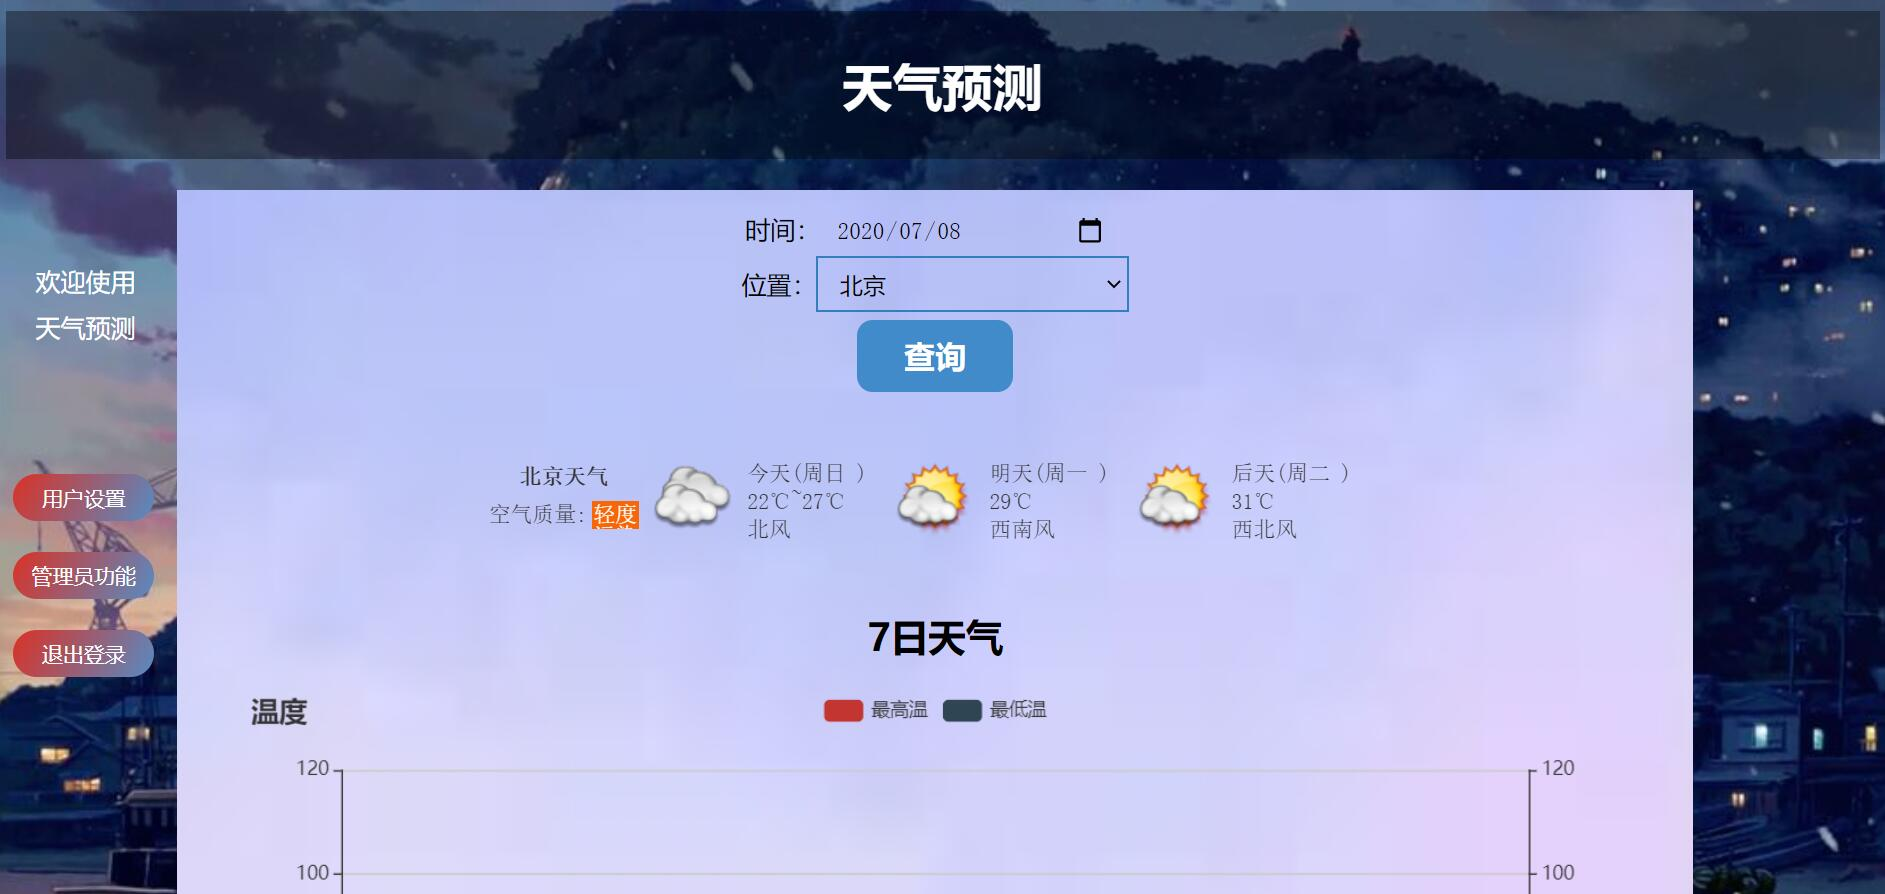 天气预测
欢迎使用
天气预测
用户设置
管理员功能
退出登录
时间：
2020/07/08
位置：
北京
查询
北京天气
空气质量：轻度
今天(周日 )
22℃~27℃
北风
明天(周一 )
29℃
西南风
后天(周二 )
31℃
西北风
7日天气
温度
最高温
最低温
120
120
100
100